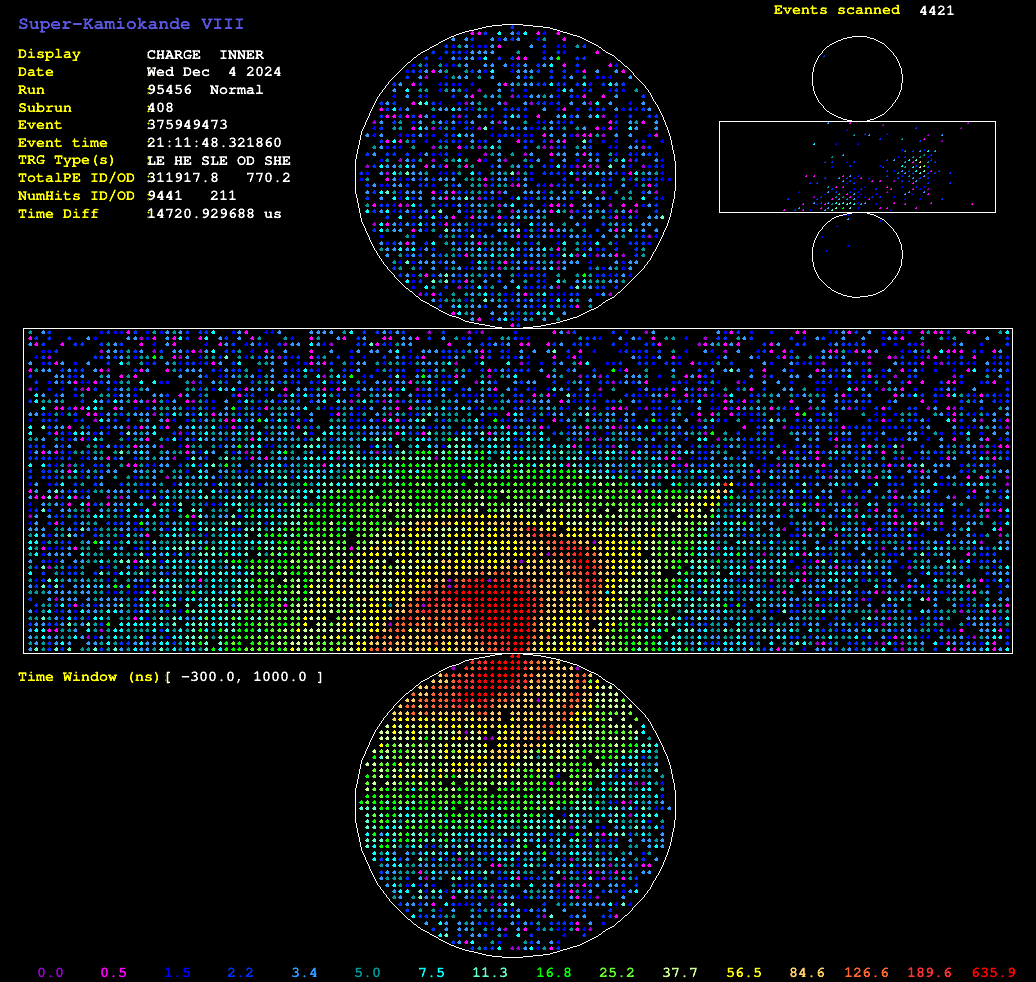 Super-Kamiokande VIII
Events scanned 4421
Display CHARGE INNER
Date Wed Dec 4 2024
Run 95456 Normal
Subrun 408
Event 375949473
Event time 21:11:48.321860
TRG Type(s) LE HE SLE OD SHE
TotalPE ID/OD 311917.8 770.2
NumHits ID/OD 9441 211
Time Diff 14720.929688 us
Time Window (ns)[ -300.0, 1000.0 ]
0.0 0.5 1.5 2.2 3.4 5.0 7.5 11.3 16.8 25.2 37.7 56.5 84.6 126.6 189.6 635.9